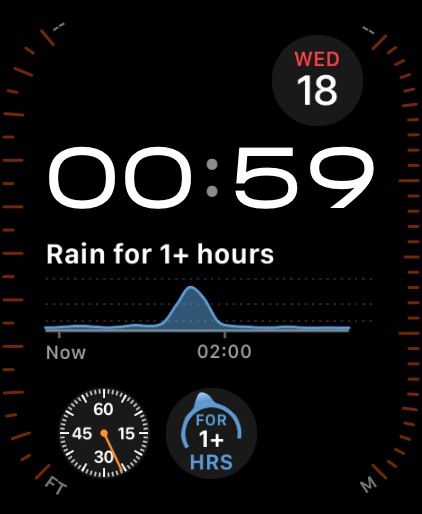 --
--
WED
18
00:59
Rain for 1+ hours
Now
02:00
60
45
15
30
FOR
1+
HRS
FT
M